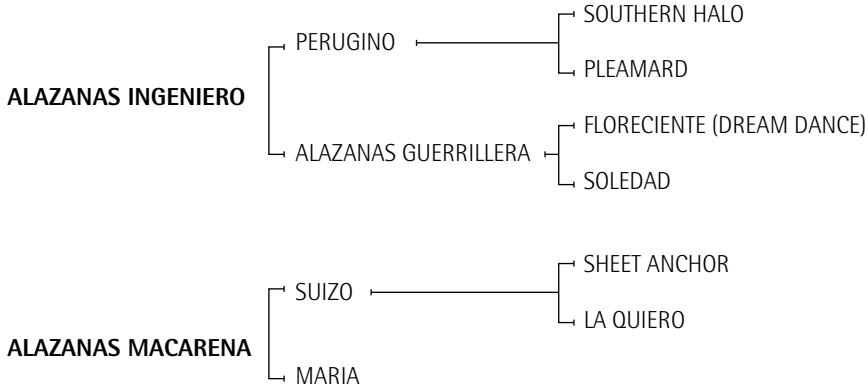 SOUTHERN HALO
PERUGINO
PLEAMARD
ALAZANAS INGENIERO
FLORECIENTE (DREAM DANCE)
ALAZANAS GUERRILLERA
SOLEDAD
SHEET ANCHOR
SUIZO
LA QUIERO
ALAZANAS MACARENA
MARIA